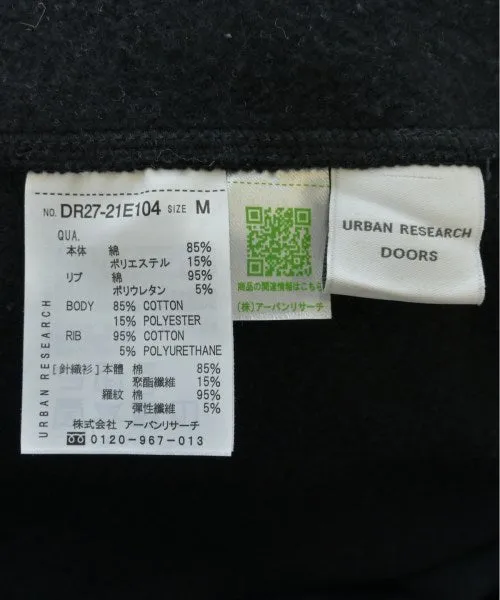 NO. DR27-21E104 SIZE M
QUA.
本体 綿 85%
ポリエステル 15%
リブ 綿 95%
ポリウレタン 5%
BODY 85% COTTON
15% POLYESTER
RIB 95% COTTON
5% POLYURETHANE
[針織衫]本體 棉 85%
聚酯纖維 15%
羅紋 棉 95%
彈性纖維 5%
株式会社 アーバンリサーチ
0120-967-013
URBAN RESEARCH
商品の関連情報はこちら
(株)アーバンリサーチ
URBAN RESEARCH
DOORS